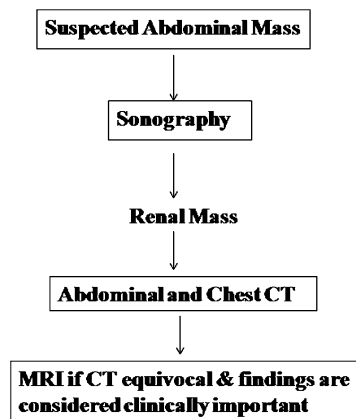 Suspected Abdominal Mass
Sonography
Renal Mass
Abdominal and Chest CT
MRI if CT equivocal & findings are
considered clinically important